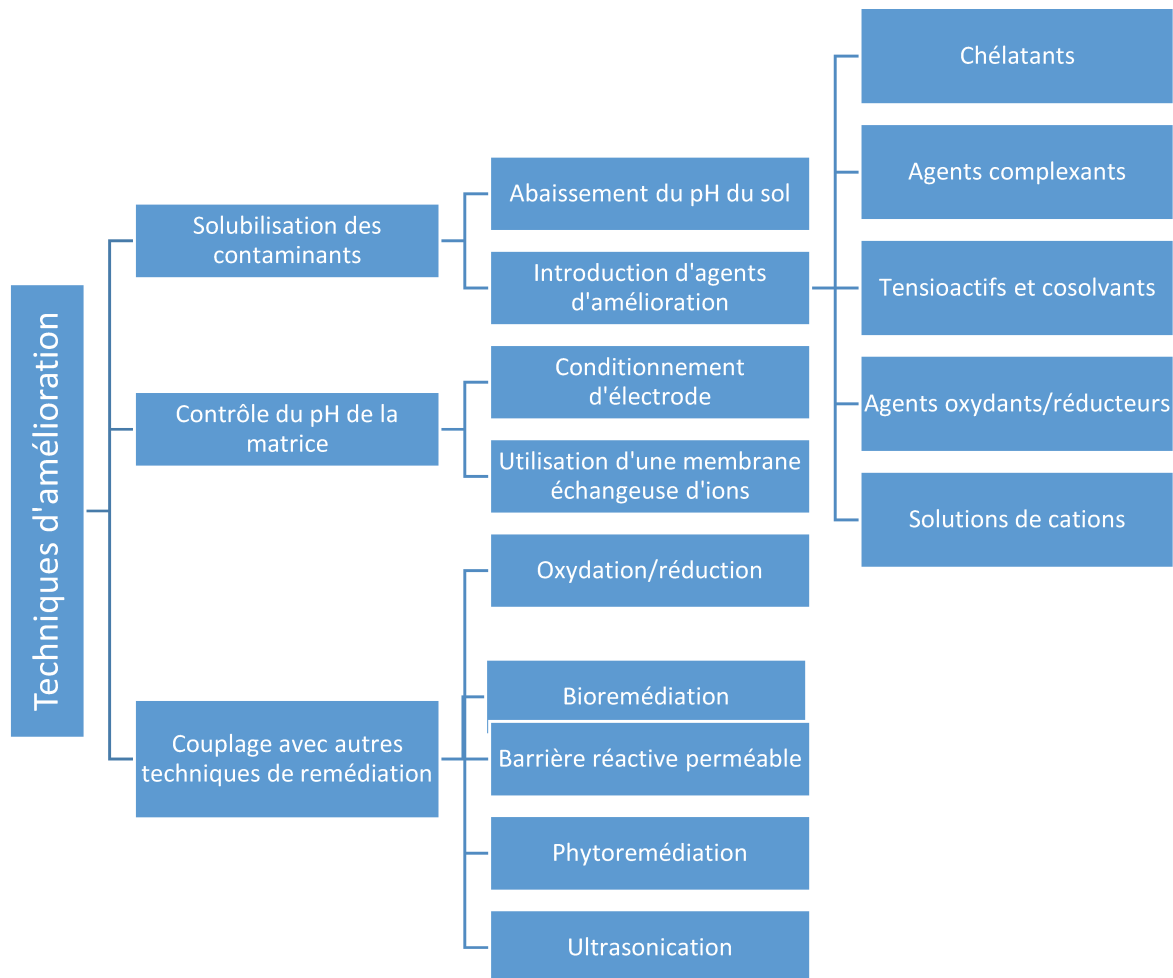 Techniques d'amélioration
Solubilisation des
contaminants
Abaissement du pH du sol
Introduction d'agents
d'amélioration
Chélatants
Agents complexants
Tensioactifs et cosolvants
Agents oxydants/réducteurs
Solutions de cations
Contrôle du pH de la
matrice
Conditionnement
d'électrode
Utilisation d'une membrane
échangeuse d'ions
Couplage avec autres
techniques de remédiation
Oxydation/réduction
Bioremédiation
Barrière réactive perméable
Phytoremédiation
Ultrasonication